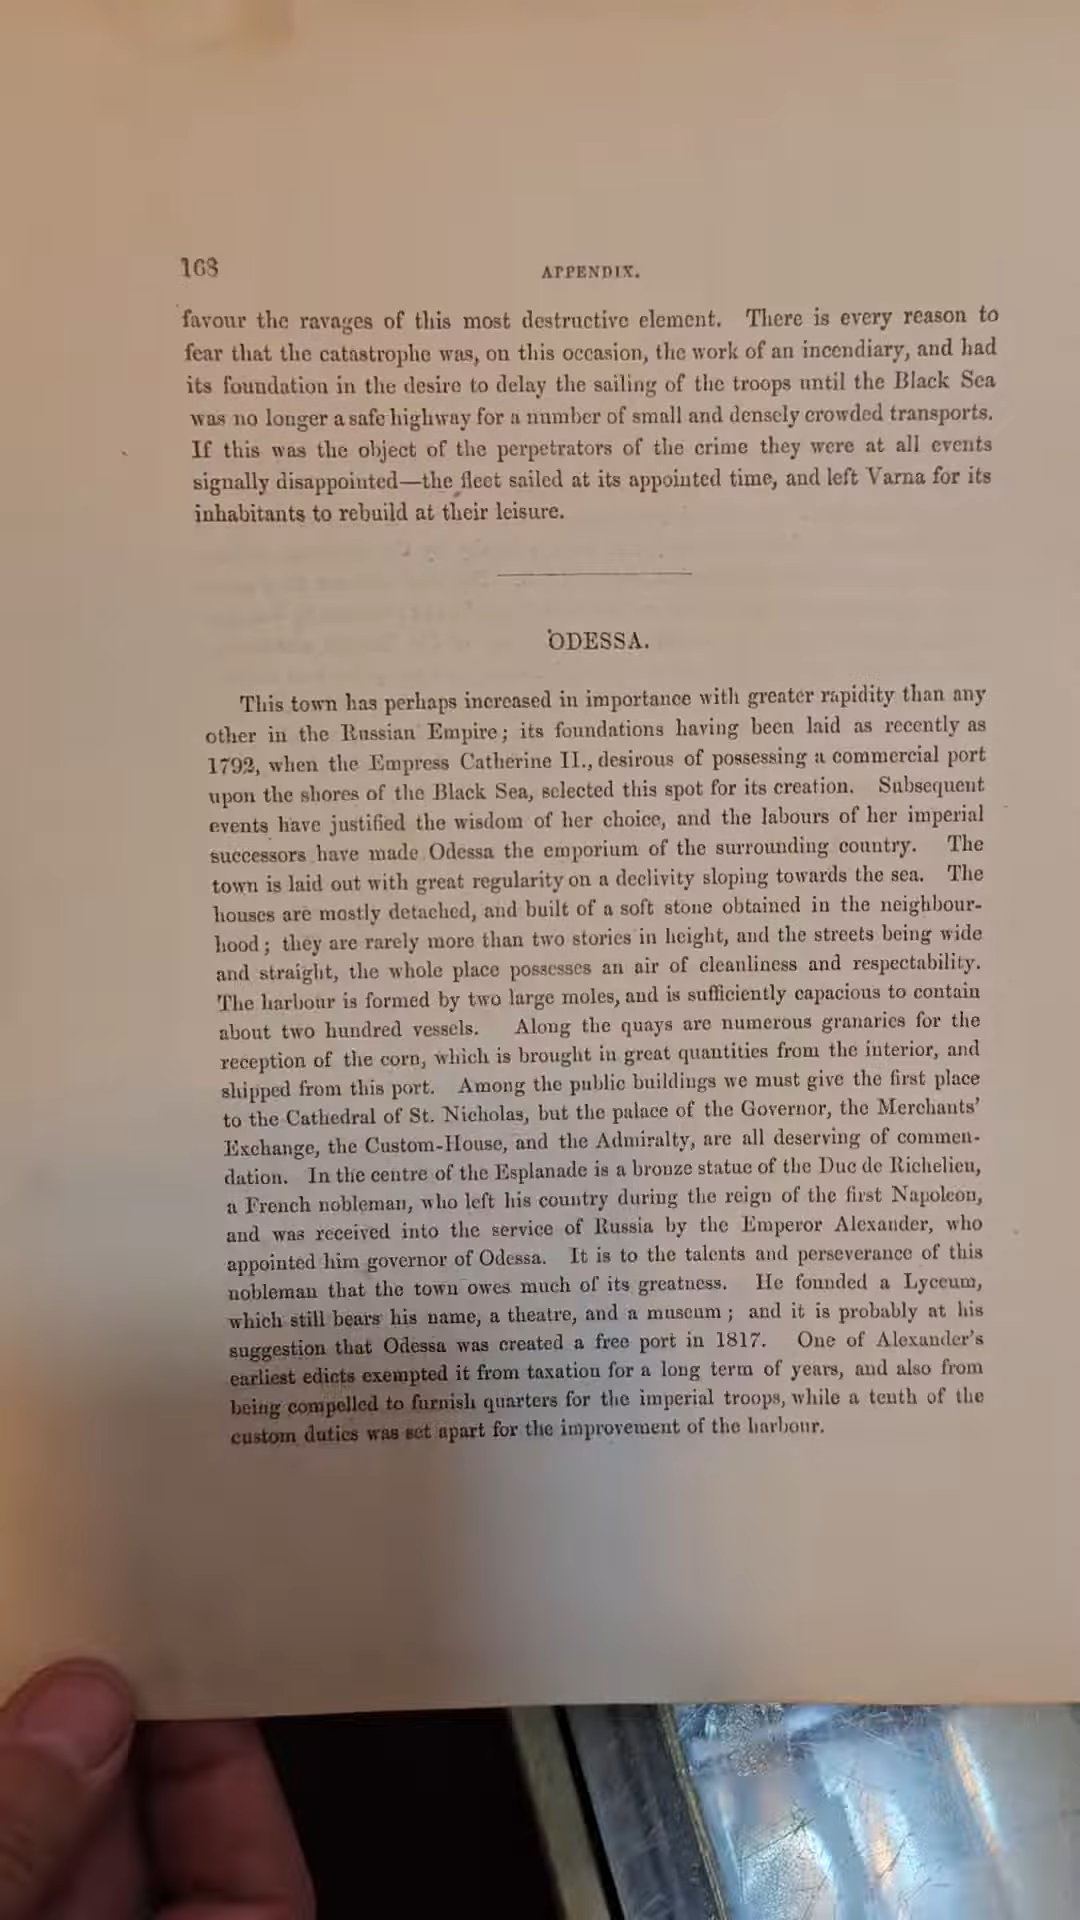 168
APPENDIX.
favour the ravages of this most destructive element. There is every reason to
fear that the catastrophe was, on this occasion, the work of an incendiary, and had
its foundation in the desire to delay the sailing of the troops until the Black Sea
was no longer a safe highway for a number of small and densely crowded transports.
If this was the object of the perpetrators of the crime they were at all events
signally disappointed—the fleet sailed at its appointed time, and left Varna for its
inhabitants to rebuild at their leisure.
ODESSA.
This town has perhaps increased in importance with greater rapidity than any
other in the Russian Empire; its foundations having been laid as recently as
1792, when the Empress Catherine II., desirous of possessing a commercial port
upon the shores of the Black Sea, selected this spot for its creation. Subsequent
events have justified the wisdom of her choice, and the labours of her imperial
successors have made Odessa the emporium of the surrounding country. The
town is laid out with great regularity on a declivity sloping towards the sea. The
houses are mostly detached, and built of a soft stone obtained in the neighbour-
hood; they are rarely more than two stories in height, and the streets being wide
and straight, the whole place possesses an air of cleanliness and respectability.
The harbour is formed by two large moles, and is sufficiently capacious to contain
about two hundred vessels. Along the quays are numerous granaries for the
reception of the corn, which is brought in great quantities from the interior, and
shipped from this port. Among the public buildings we must give the first place
to the Cathedral of St. Nicholas, but the palace of the Governor, the Merchants'
Exchange, the Custom-House, and the Admiralty, are all deserving of commen-
dation. In the centre of the Esplanade is a bronze statue of the Duc de Richelieu,
a French nobleman, who left his country during the reign of the first Napoleon,
and was received into the service of Russia by the Emperor Alexander, who
appointed him governor of Odessa. It is to the talents and perseverance of this
nobleman that the town owes much of its greatness. He founded a Lyceum,
which still bears his name, a theatre, and a museum; and it is probably at his
suggestion that Odessa was created a free port in 1817. One of Alexander's
earliest edicts exempted it from taxation for a long term of years, and also from
being compelled to furnish quarters for the imperial troops, while a tenth of the
custom duties was set apart for the improvement of the harbour.